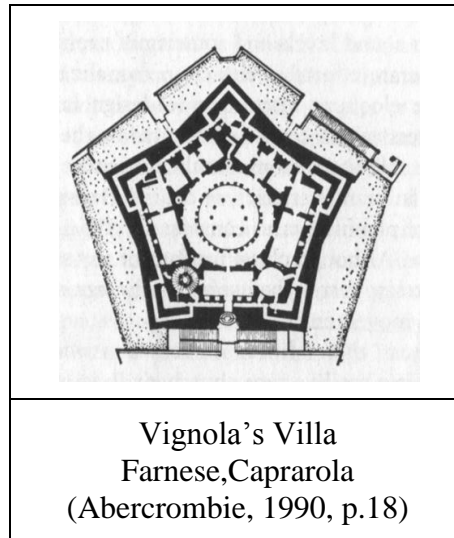 Vignola’s Villa
Farnese,Caprarola
(Abercrombie, 1990, p.18)